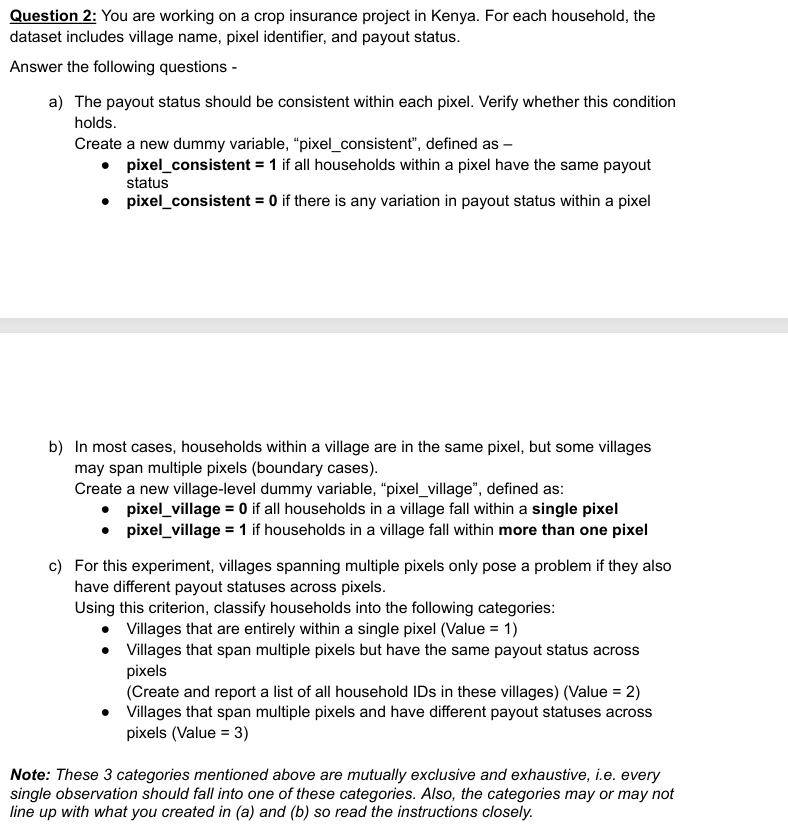 Question 2: You are working on a crop insurance project in Kenya. For each household, the
dataset includes village name, pixel identifier, and payout status.
Answer the following questions -
a) The payout status should be consistent within each pixel. Verify whether this condition
holds.
Create a new dummy variable, “pixel_consistent”, defined as –
● pixel_consistent = 1 if all households within a pixel have the same payout
status
● pixel_consistent = 0 if there is any variation in payout status within a pixel
b) In most cases, households within a village are in the same pixel, but some villages
may span multiple pixels (boundary cases).
Create a new village-level dummy variable, “pixel_village”, defined as:
● pixel_village = 0 if all households in a village fall within a single pixel
● pixel_village = 1 if households in a village fall within more than one pixel
c) For this experiment, villages spanning multiple pixels only pose a problem if they also
have different payout statuses across pixels.
Using this criterion, classify households into the following categories:
● Villages that are entirely within a single pixel (Value = 1)
● Villages that span multiple pixels but have the same payout status across
pixels
(Create and report a list of all household IDs in these villages) (Value = 2)
● Villages that span multiple pixels and have different payout statuses across
pixels (Value = 3)
Note: These 3 categories mentioned above are mutually exclusive and exhaustive, i.e. every
single observation should fall into one of these categories. Also, the categories may or may not
line up with what you created in (a) and (b) so read the instructions closely.